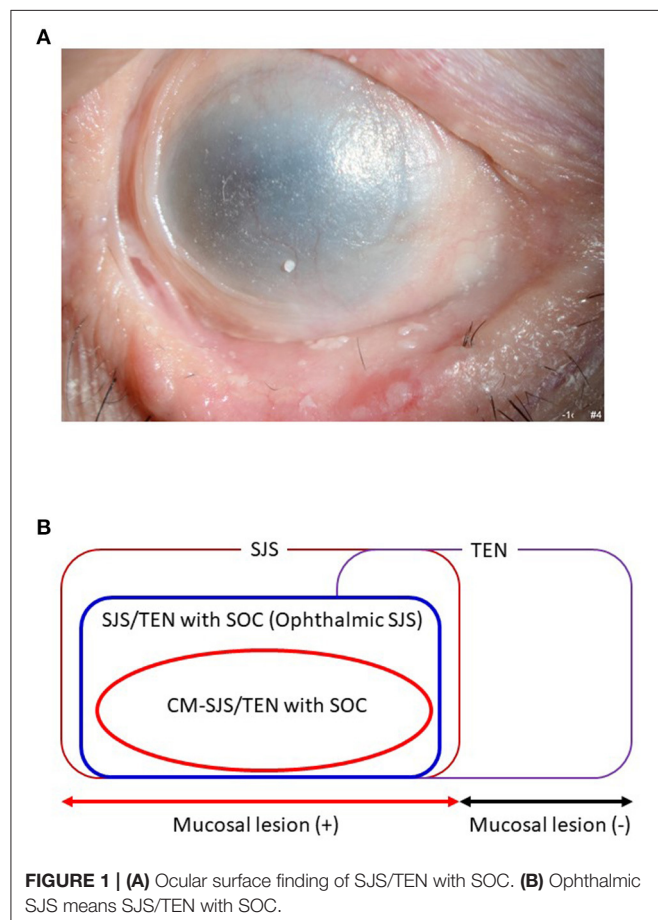 A
#4
B
SJS
TEN
SJS/TEN with SOC (Ophthalmic SJS)
CM-SJS/TEN with SOC
Mucosal lesion (+)
Mucosal lesion (-)
FIGURE 1 | (A) Ocular surface finding of SJS/TEN with SOC. (B) Ophthalmic
SJS means SJS/TEN with SOC.